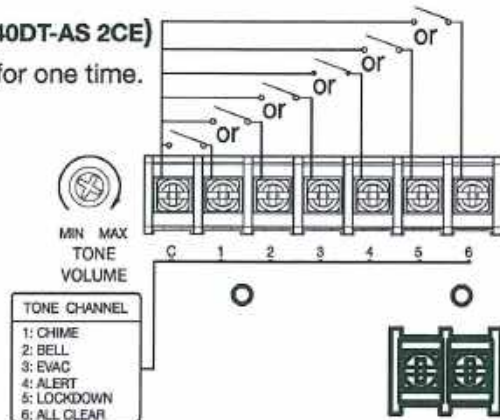 40DT-AS 2CE)
for one time.
or
or
or
or
or
MIN MAX
TONE
VOLUME
C 1 2 3 4 5 6
TONE CHANNEL
1: CHIME
2: BELL
3: EVAC
4: ALERT
5: LOCKDOWN
6: ALL CLEAR